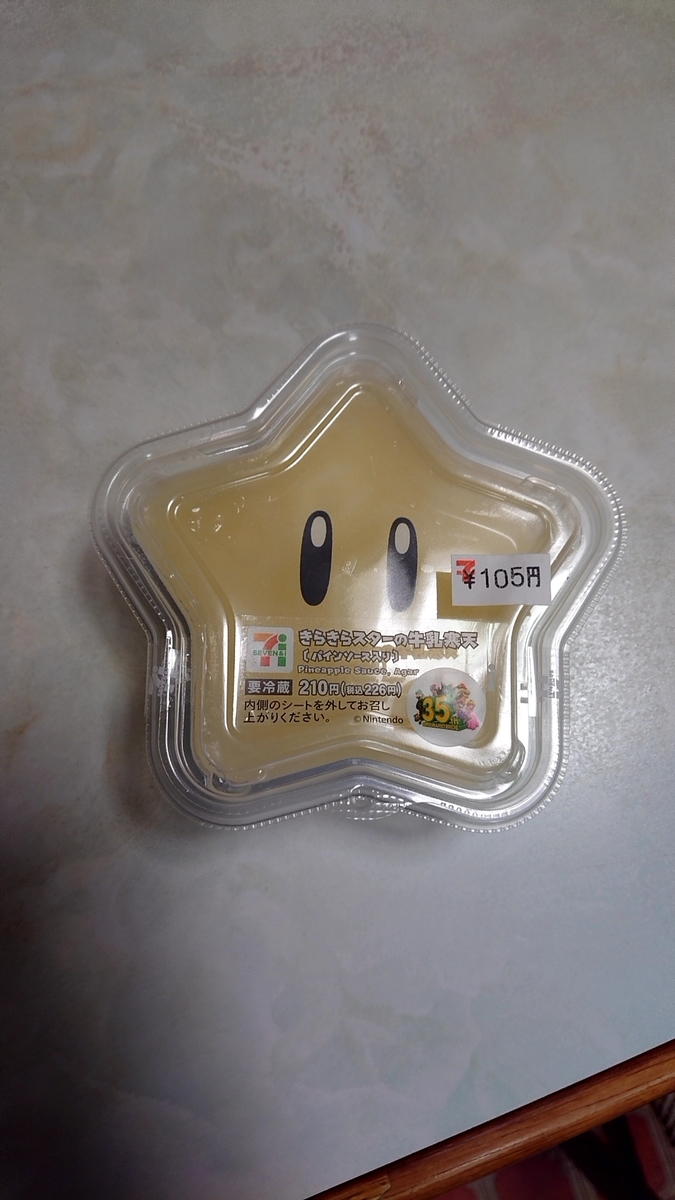 ¥105円
7
SEVEN & i
きらきらスターの牛乳寒天
(パインソース入り)
Pineapple Sauce, Agar
要冷蔵 210円(税込226円)
内側のシートを外してお召し
上がりください。 ©Nintendo
35th